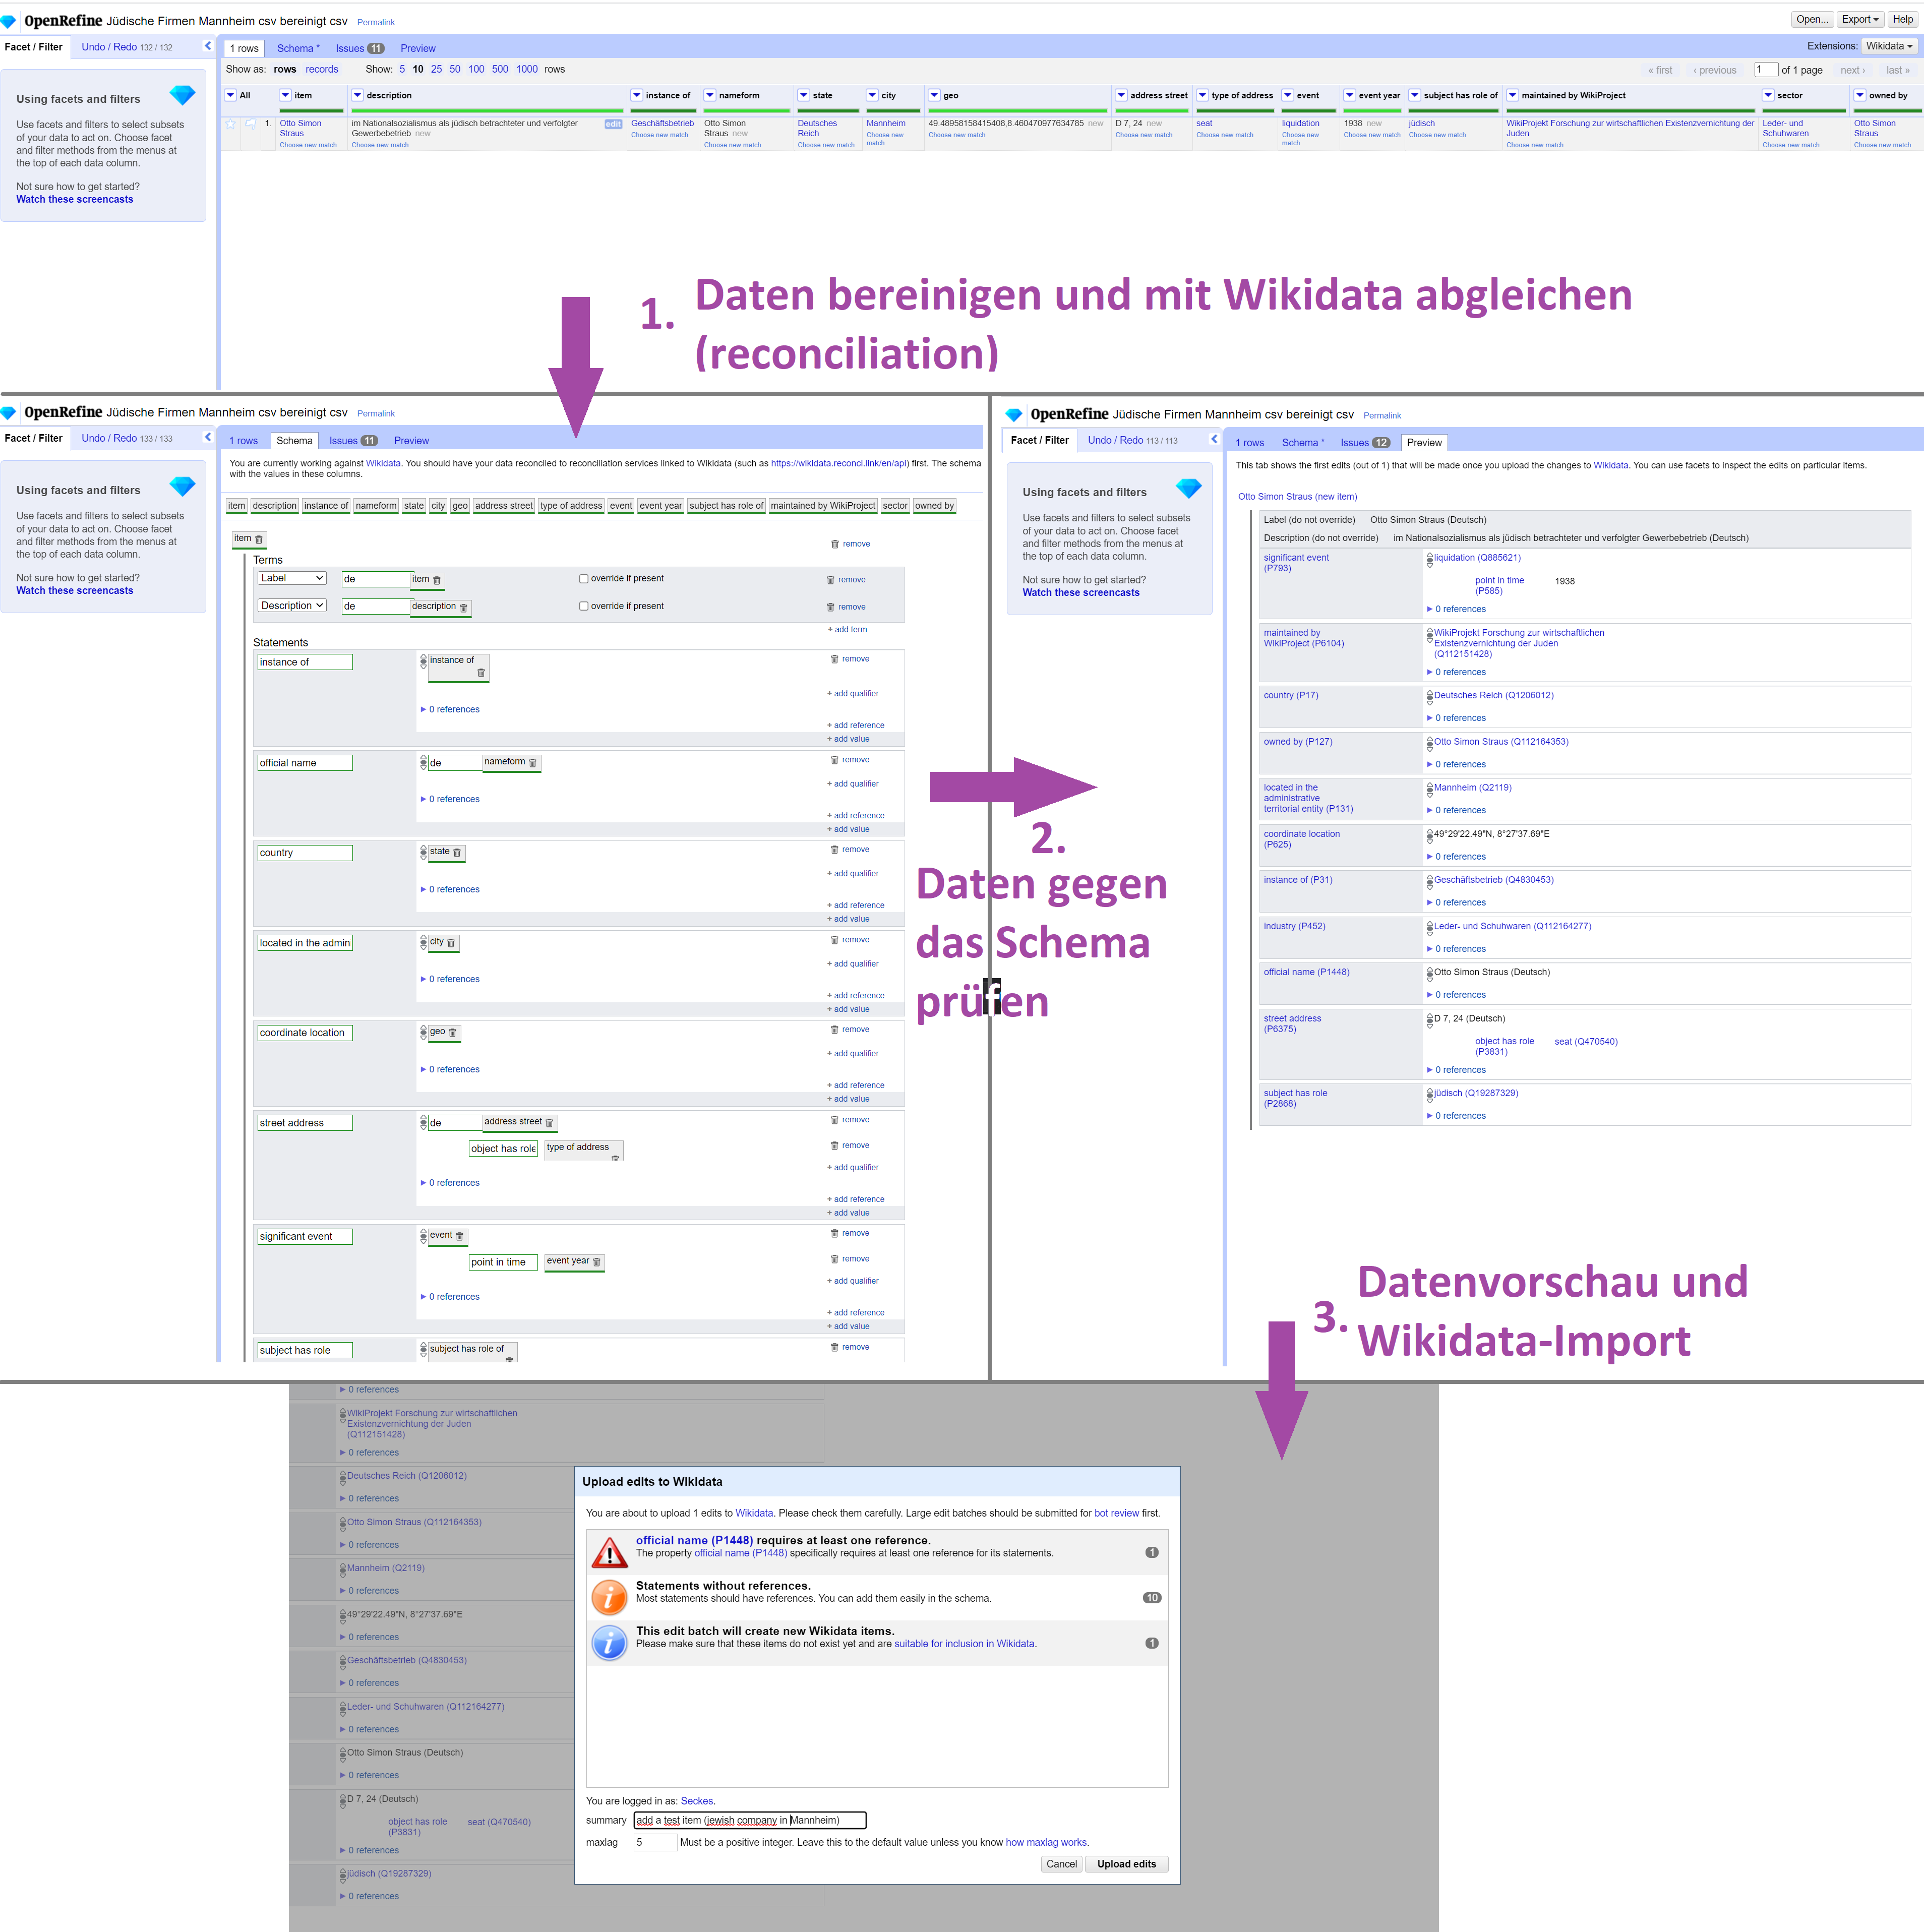 OpenRefine Jüdische Firmen Mannheim csv bereinigt csv Permalink
Open... Export Help
Facet / Filter Undo / Redo 132 / 132
1 rows Schema * Issues 11 Preview
Extensions: Wikidata
Show as: rows records Show: 5 10 25 50 100 500 1000 rows
« first ‹ previous 1 of 1 page next › last »
Using facets and filters
Use facets and filters to select subsets
of your data to act on. Choose facet
and filter methods from the menus at
the top of each data column.
Not sure how to get started?
Watch these screencasts
All item description instance of nameform state city geo address street type of address event event year subject has role of maintained by WikiProject sector owned by
1. Otto Simon Straus Choose new match
im Nationalsozialismus als jüdisch betrachteter und verfolgter Gewerbebetrieb new edit Choose new match
Geschäftsbetrieb Choose new match
Otto Simon Straus new Choose new match
Deutsches Reich Choose new match
Mannheim Choose new match
49.48958158415408,8.460470977634785 new Choose new match
D 7, 24 new Choose new match
seat Choose new match
liquidation Choose new match
1938 new Choose new match
jüdisch Choose new match
WikiProjekt Forschung zur wirtschaftlichen Existenzvernichtung der Juden Choose new match
Leder- und Schuhwaren Choose new match
Otto Simon Straus Choose new match
1. Daten bereinigen und mit Wikidata abgleichen
(reconciliation)
OpenRefine Jüdische Firmen Mannheim csv bereinigt csv Permalink
Facet / Filter Undo / Redo 133 / 133
1 rows Schema Issues 11 Preview
Using facets and filters
Use facets and filters to select subsets
of your data to act on. Choose facet
and filter methods from the menus at
the top of each data column.
Not sure how to get started?
Watch these screencasts
You are currently working against Wikidata. You should have your data reconciled to reconciliation services linked to Wikidata (such as https://wikidata.reconci.link/en/api) first. The schema
with the values in these columns.
item description instance of nameform state city geo address street type of address event event year subject has role of maintained by WikiProject sector owned by
item remove
Terms
Label de item override if present remove
Description de description override if present remove
+ add term
Statements
instance of instance of remove
+ add qualifier
0 references
+ add reference
+ add value
official name de nameform remove
+ add qualifier
0 references
+ add reference
+ add value
country state remove
+ add qualifier
0 references
+ add reference
+ add value
located in the admin city remove
+ add qualifier
0 references
+ add reference
+ add value
coordinate location geo remove
+ add qualifier
0 references
+ add reference
+ add value
street address de address street remove
object has role type of address remove
+ add qualifier
0 references
+ add reference
+ add value
significant event event remove
point in time event year remove
+ add qualifier
0 references
+ add reference
+ add value
subject has role subject has role of remove
2.
Daten gegen
das Schema
prüfen
OpenRefine Jüdische Firmen Mannheim csv bereinigt csv Permalink
Facet / Filter Undo / Redo 113 / 113
1 rows Schema * Issues 12 Preview
Using facets and filters
Use facets and filters to select subsets
of your data to act on. Choose facet
and filter methods from the menus at
the top of each data column.
Not sure how to get started?
Watch these screencasts
This tab shows the first edits (out of 1) that will be made once you upload the changes to Wikidata. You can use facets to inspect the edits on particular items.
Otto Simon Straus (new item)
Label (do not override) Otto Simon Straus (Deutsch)
Description (do not override) im Nationalsozialismus als jüdisch betrachteter und verfolgter Gewerbebetrieb (Deutsch)
significant event (P793) liquidation (Q885621)
point in time (P585) 1938
0 references
maintained by WikiProject (P6104) WikiProjekt Forschung zur wirtschaftlichen Existenzvernichtung der Juden (Q112151428)
0 references
country (P17) Deutsches Reich (Q1206012)
0 references
owned by (P127) Otto Simon Straus (Q112164353)
0 references
located in the administrative territorial entity (P131) Mannheim (Q2119)
0 references
coordinate location (P625) 49°29'22.49"N, 8°27'37.69"E
0 references
instance of (P31) Geschäftsbetrieb (Q4830453)
0 references
industry (P452) Leder- und Schuhwaren (Q112164277)
0 references
official name (P1448) Otto Simon Straus (Deutsch)
0 references
street address (P6375) D 7, 24 (Deutsch)
object has role (P3831) seat (Q470540)
0 references
subject has role (P2868) jüdisch (Q19287329)
0 references
3. Datenvorschau und
Wikidata-Import
0 references
WikiProjekt Forschung zur wirtschaftlichen
Existenzvernichtung der Juden
(Q112151428)
0 references
Deutsches Reich (Q1206012)
0 references
Otto Simon Straus (Q112164353)
0 references
Mannheim (Q2119)
0 references
49°29'22.49"N, 8°27'37.69"E
0 references
Geschäftsbetrieb (Q4830453)
0 references
Leder- und Schuhwaren (Q112164277)
0 references
Otto Simon Straus (Deutsch)
0 references
D 7, 24 (Deutsch)
object has role (P3831) seat (Q470540)
0 references
jüdisch (Q19287329)
0 references
Upload edits to Wikidata
You are about to upload 1 edits to Wikidata. Please check them carefully. Large edit batches should be submitted for bot review first.
official name (P1448) requires at least one reference.
The property official name (P1448) specifically requires at least one reference for its statements. 1
Statements without references.
Most statements should have references. You can add them easily in the schema. 10
This edit batch will create new Wikidata items.
Please make sure that these items do not exist yet and are suitable for inclusion in Wikidata. 1
You are logged in as: Seckes.
summary add a test item (jewish company in Mannheim)
maxlag 5 Must be a positive integer. Leave this to the default value unless you know how maxlag works.
Cancel Upload edits